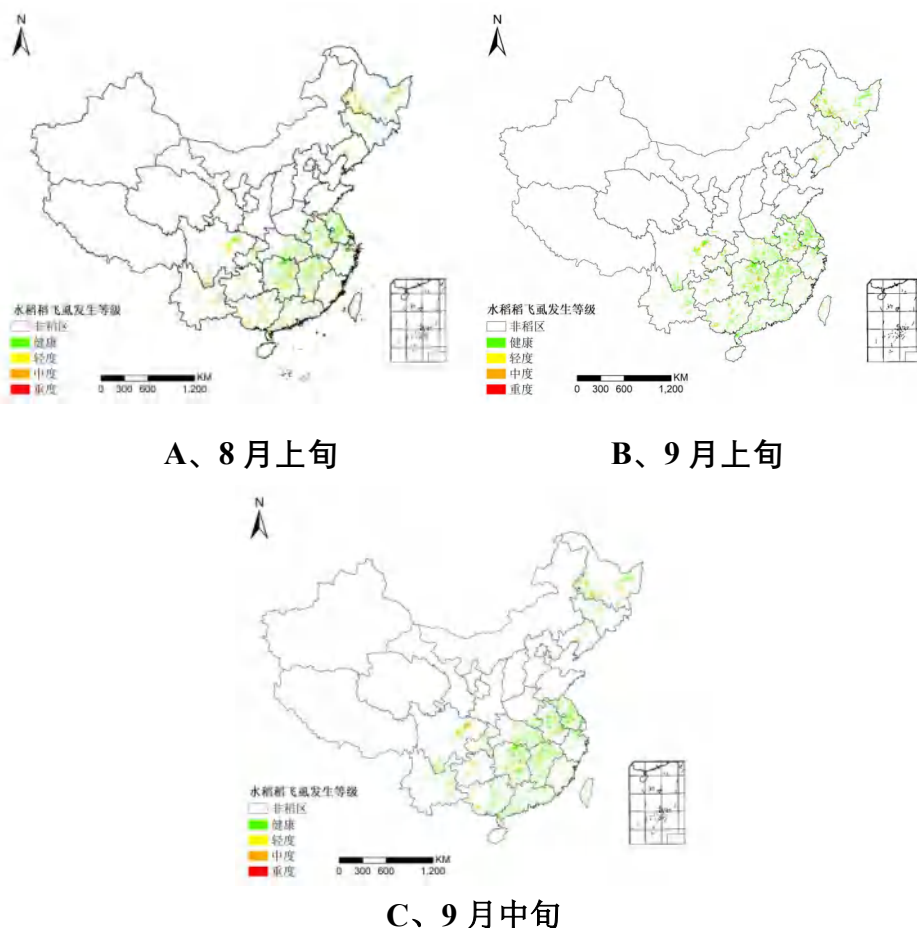 N
水稻稻飞虱发生等级
非稻区
健康
轻度
中度
重度
KM
0 300 600 1,200
A、8 月上旬
N
水稻稻飞虱发生等级
非稻区
健康
轻度
中度
重度
KM
0 300 600 1,200
B、9 月上旬
N
水稻稻飞虱发生等级
非稻区
健康
轻度
中度
重度
KM
0 300 600 1,200
C、9 月中旬